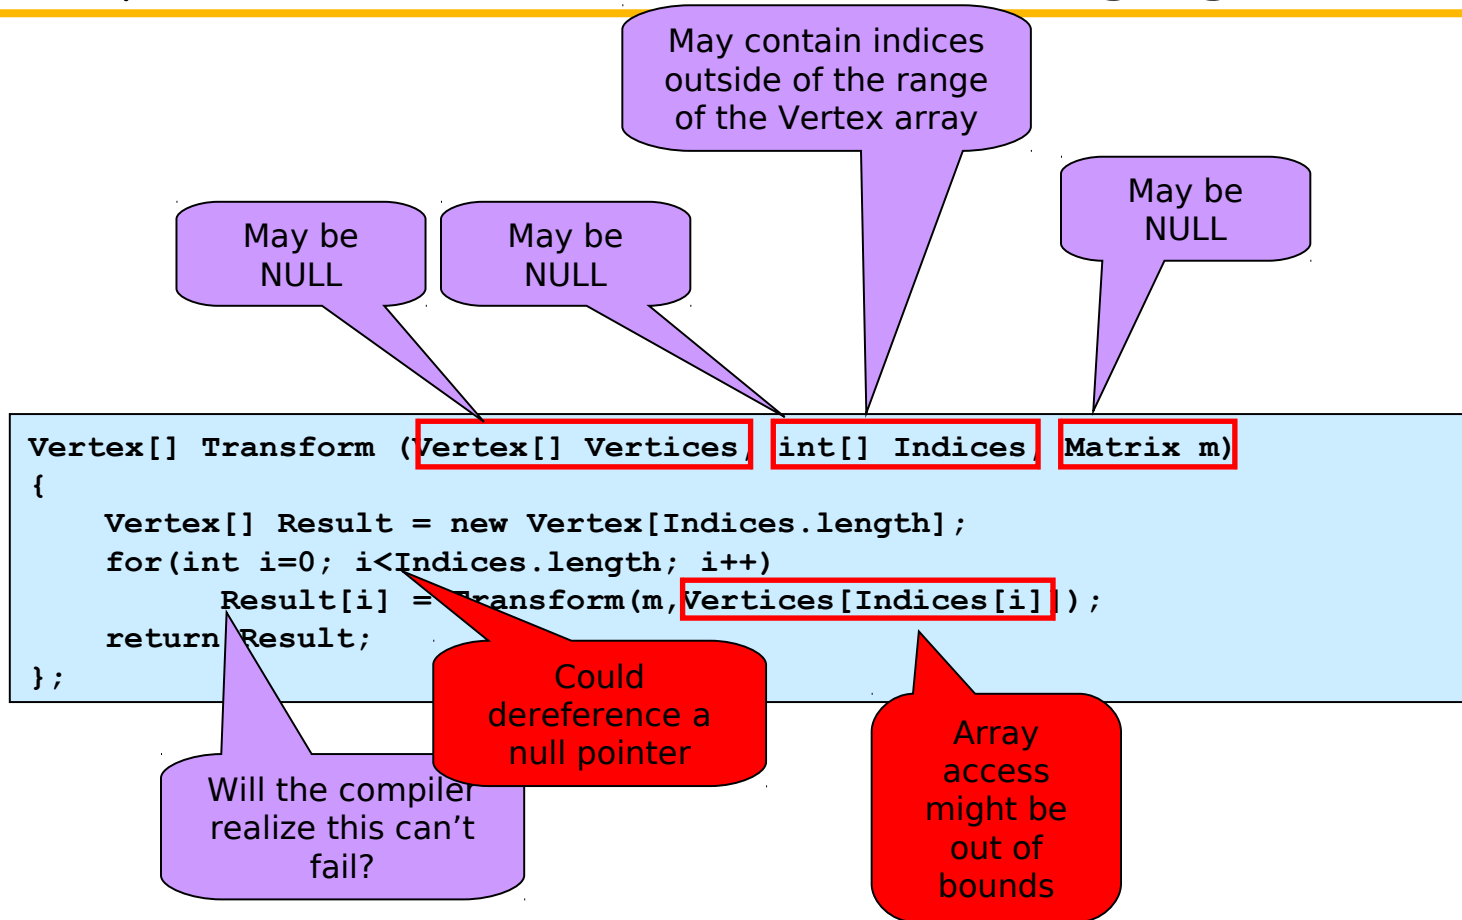 May contain indices
outside of the range
of the Vertex array
May be
NULL
May be
NULL
May be
NULL
Vertex[] Transform (Vertex[] Vertices, int[] Indices, Matrix m)
{
Vertex[] Result = new Vertex[Indices.length];
for(int i=0; i<Indices.length; i++)
Result[i] = Transform(m,Vertices[Indices[i]]);
return Result;
};
Could
dereference a
null pointer
Array
access
might be
out of
bounds
Will the compiler
realize this can't
fail?